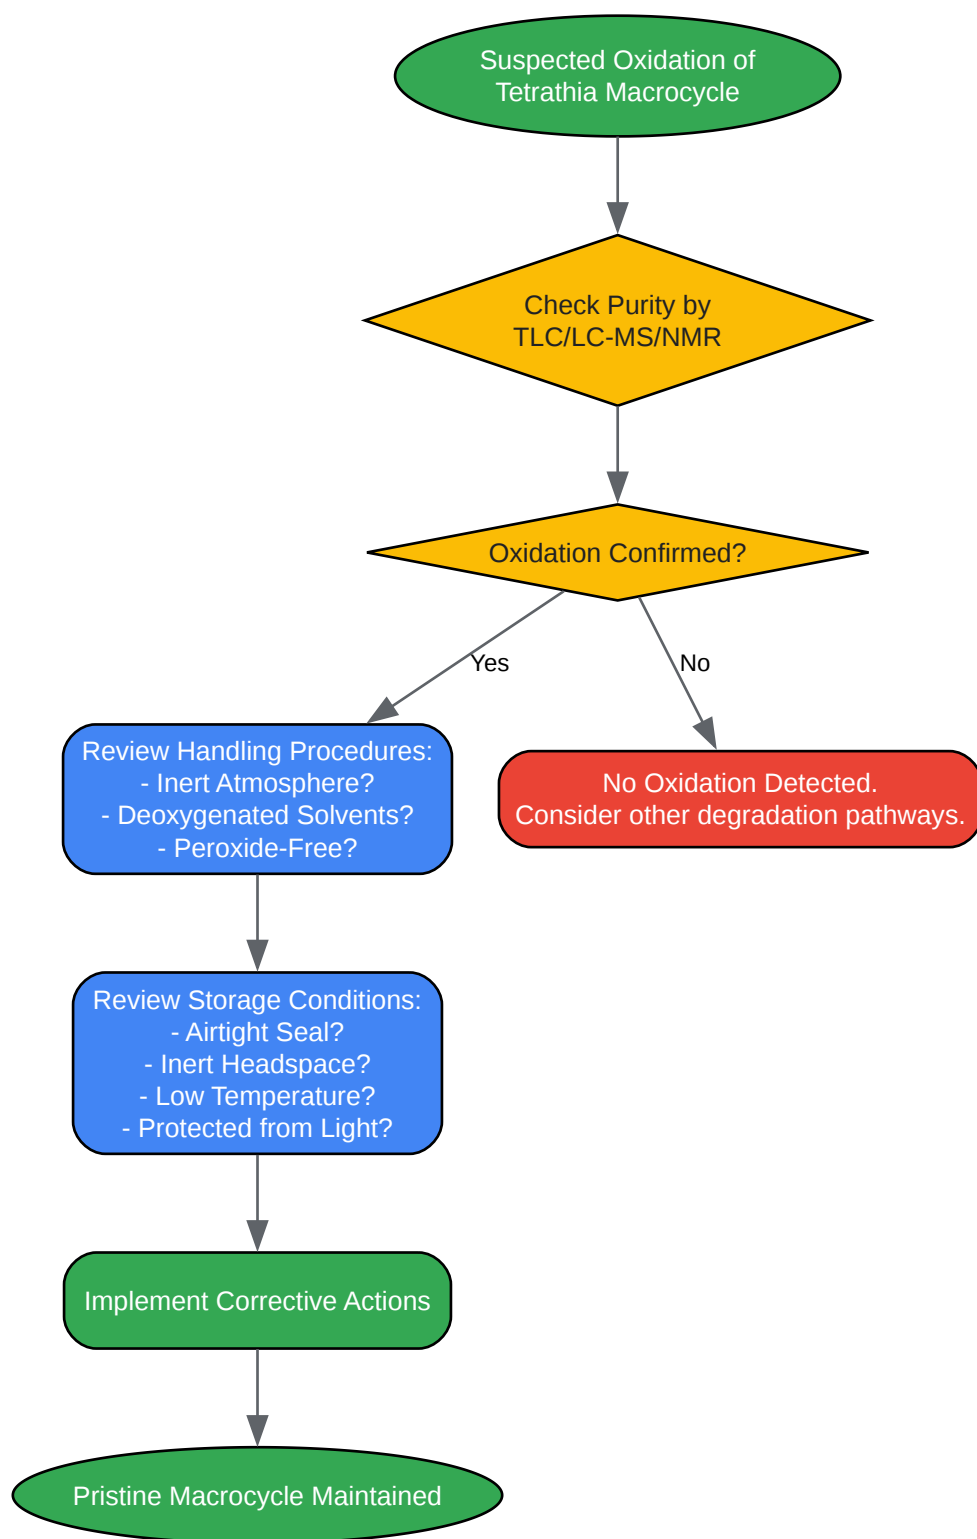 Suspected Oxidation of
Tetrathia Macrocycle
Check Purity by
TLC/LC-MS/NMR
Oxidation Confirmed?
Yes
No
Review Handling Procedures:
- Inert Atmosphere?
- Deoxygenated Solvents?
- Peroxide-Free?
No Oxidation Detected.
Consider other degradation pathways.
Review Storage Conditions:
- Airtight Seal?
- Inert Headspace?
- Low Temperature?
- Protected from Light?
Implement Corrective Actions
Pristine Macrocycle Maintained